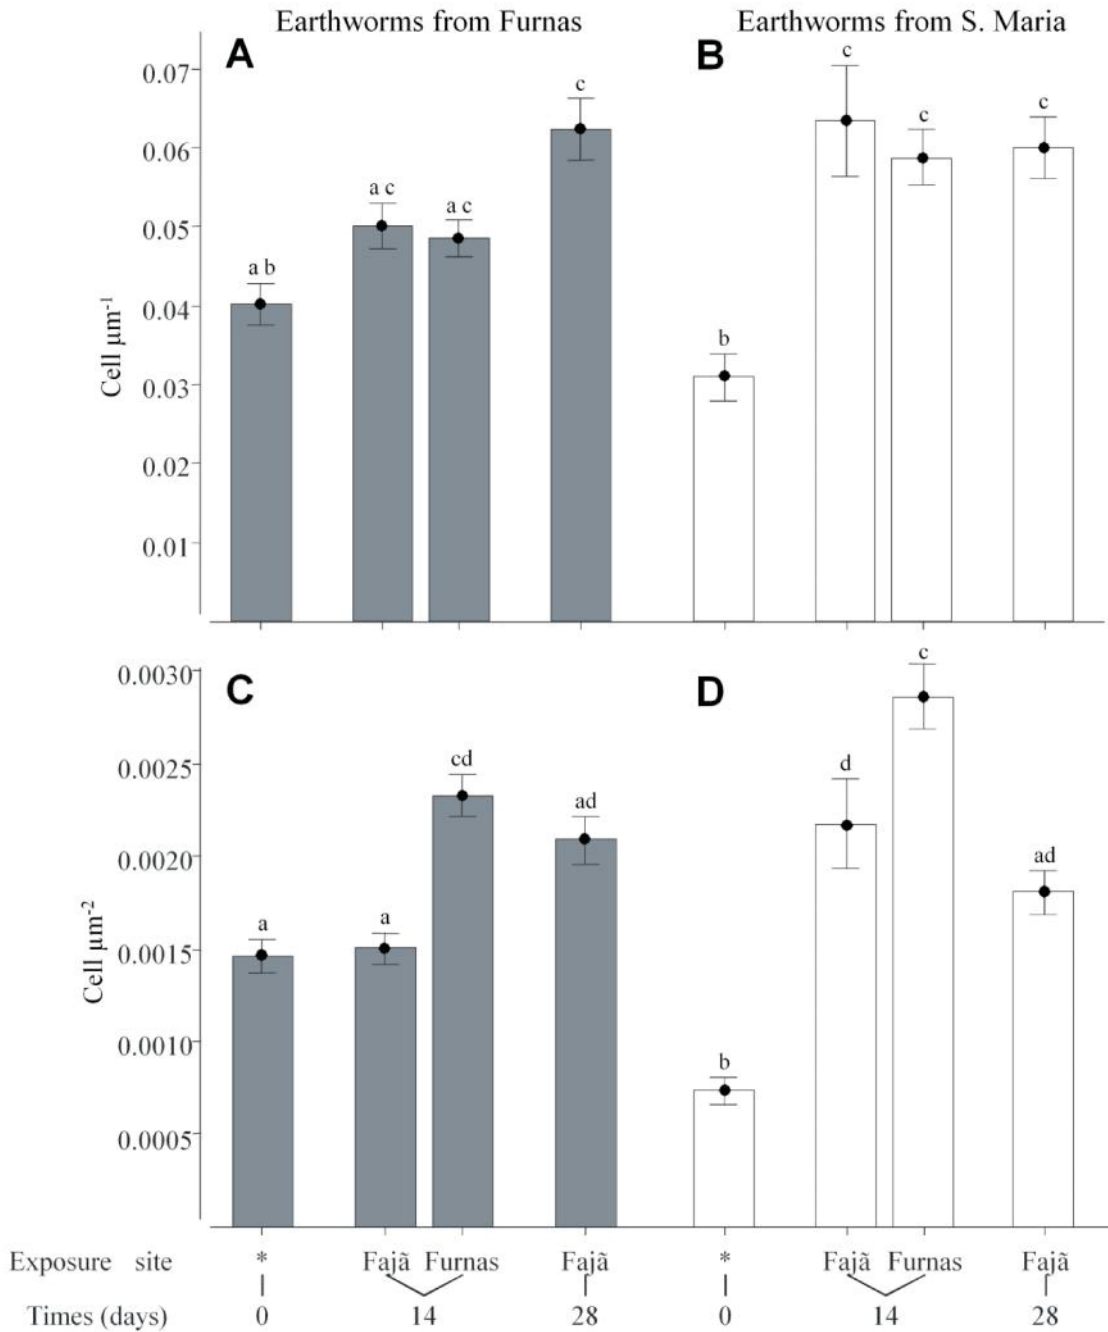 Earthworms from Furnas Earthworms from S. Maria
A B
0.07
0.06
0.05
0.04
0.03
0.02
0.01
Cell μm-1
a b
a c
a c
c
b
c
c
c
C D
0.0030
0.0025
0.0020
0.0015
0.0010
0.0005
Cell μm-2
a
a
cd
ad
b
d
c
ad
Exposure site * Fajã Furnas Fajã * Fajã Furnas Fajã
Times (days) 0 14 28 0 14 28